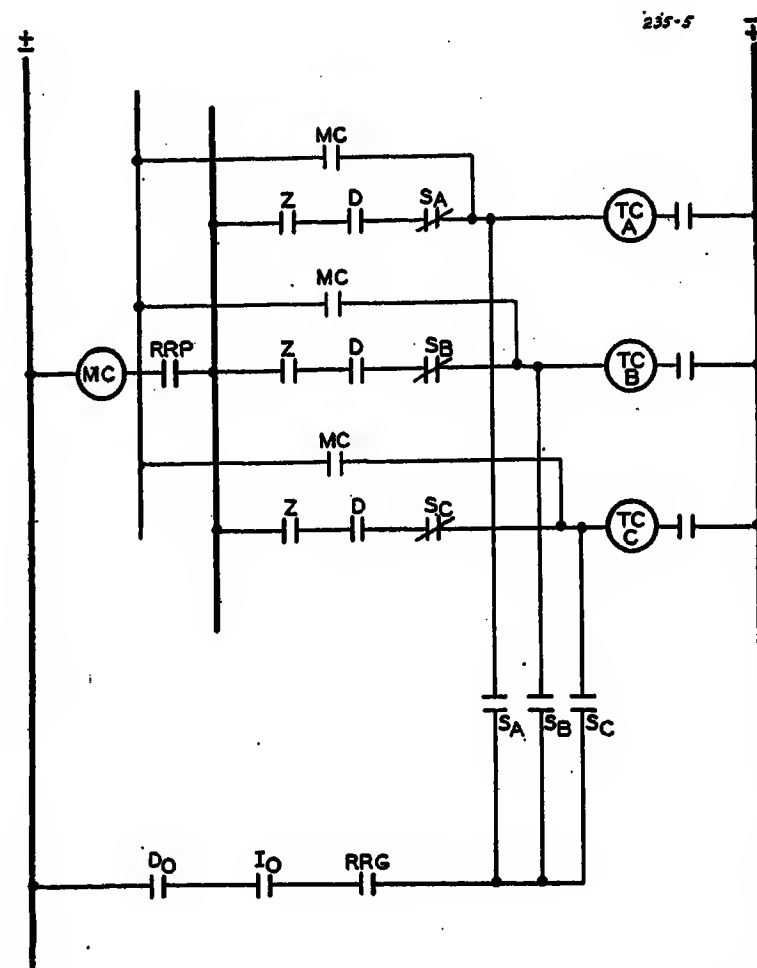 235-5
±
∓
MC
Z D SA
TC A
MC
MC RRP Z D SB
TC B
MC
Z D SC
TC C
SA SB SC
DO IO RRG